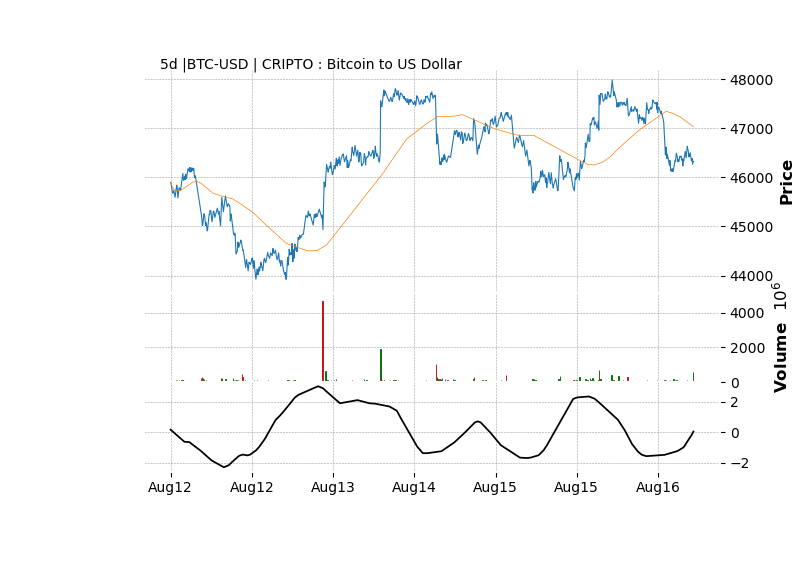 5d |BTC-USD | CRIPTO : Bitcoin to US Dollar
48000
47000
46000
45000
44000
Price
4000
2000
0
Volume 10^6
2
0
−2
Aug12 Aug12 Aug13 Aug14 Aug15 Aug15 Aug16